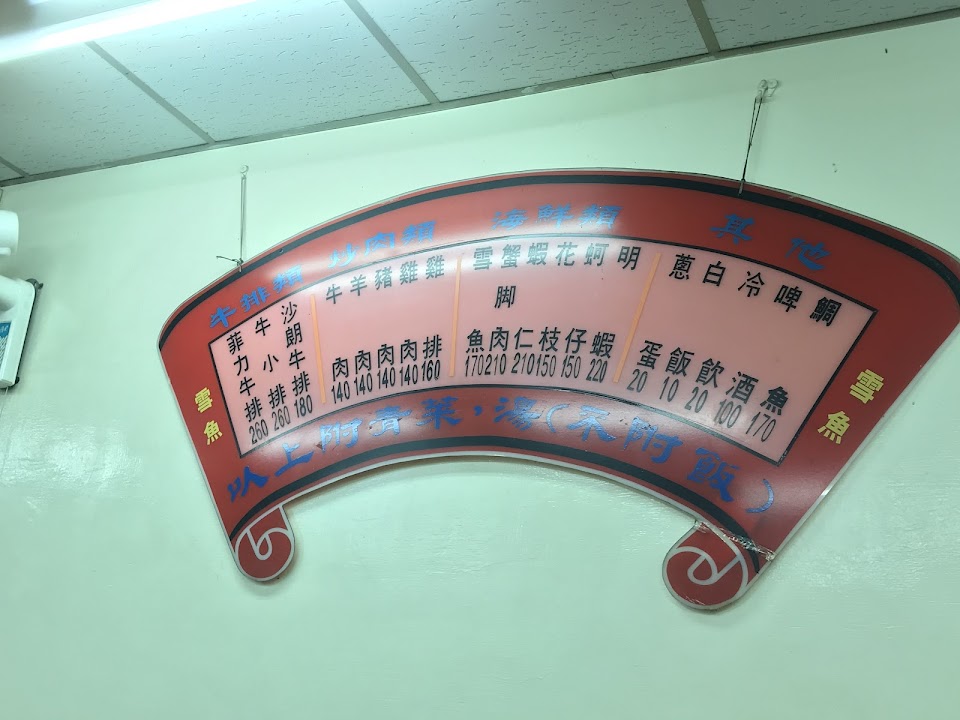 牛排類 炒肉類 海鮮類 其他
菲力牛排 260
牛小排 260
沙朗牛排 180
牛肉 140
羊肉 140
豬肉 140
雞肉 140
雞排 160
雪魚 170
蟹脚肉 210
蝦仁 210
花枝 150
蚵仔 150
明蝦 220
蔥蛋 20
白飯 10
冷飲 20
啤酒 100
鯛魚 170
雪魚
雪魚
以上附青菜，湯(不附飯)